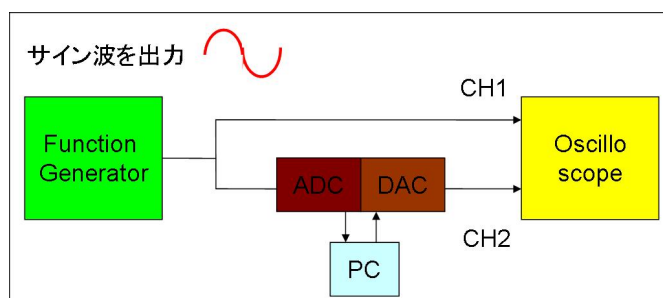 サイン波を出力
CH1
Function
Generator
Oscillo
scope
ADC
DAC
CH2
PC